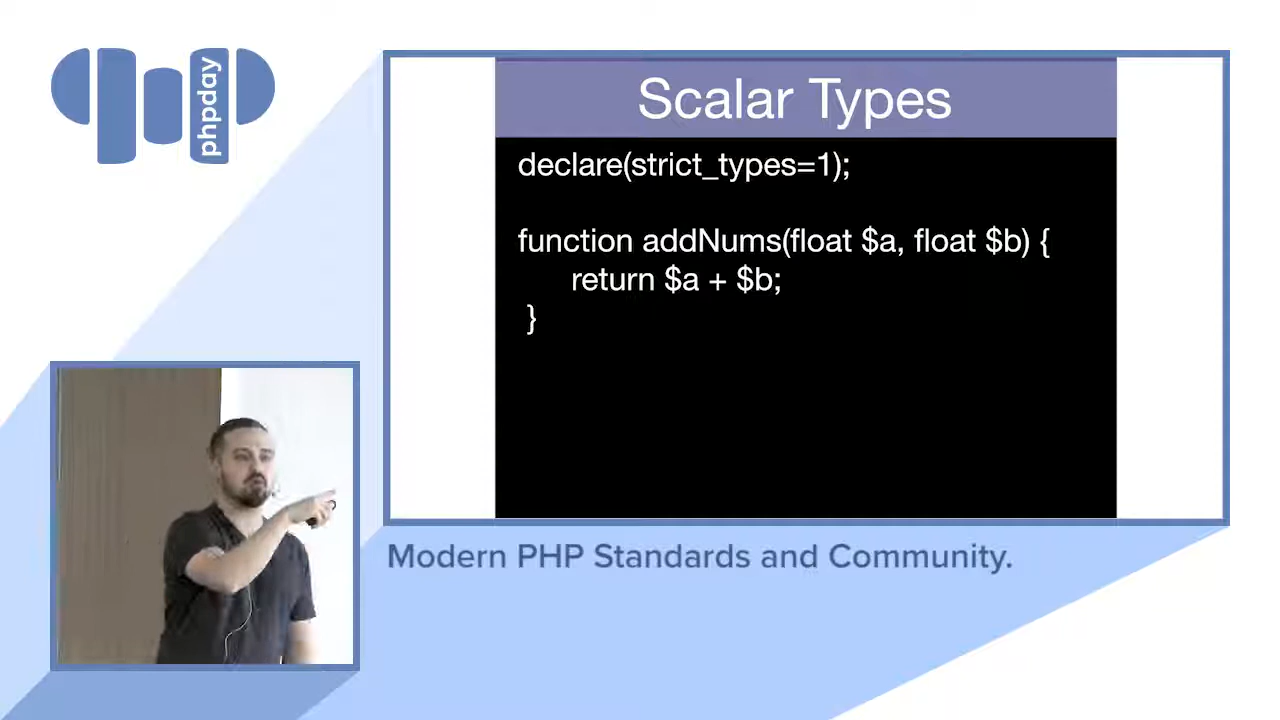 phpday
Scalar Types
declare(strict_types=1);
function addNums(float $a, float $b) {
return $a + $b;
}
Modern PHP Standards and Community.